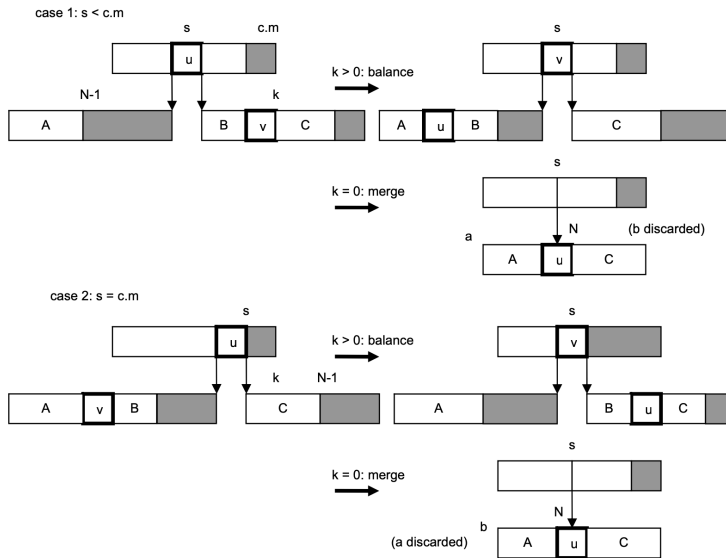 case 1: s < c.m
s c.m s
u v
k > 0: balance
N-1 k
A B v C A u B C
s
k = 0: merge
N (b discarded)
a
A u C
case 2: s = c.m
s s
u k > 0: balance v
k N-1
A v B C A B u C
s
k = 0: merge
N
b
(a discarded) A u C